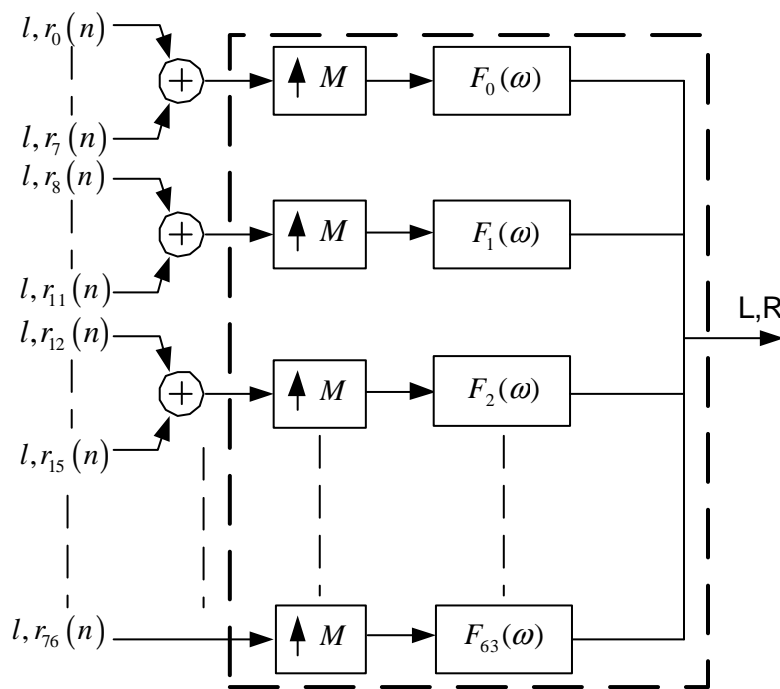 l, r₀(n)
↑ M
F₀(ω)
+
l, r₇(n)
l, r₈(n)
↑ M
F₁(ω)
+
l, r₁₁(n)
L,R
l, r₁₂(n)
↑ M
F₂(ω)
+
l, r₁₅(n)
l, r₇₆(n)
↑ M
F₆₃(ω)